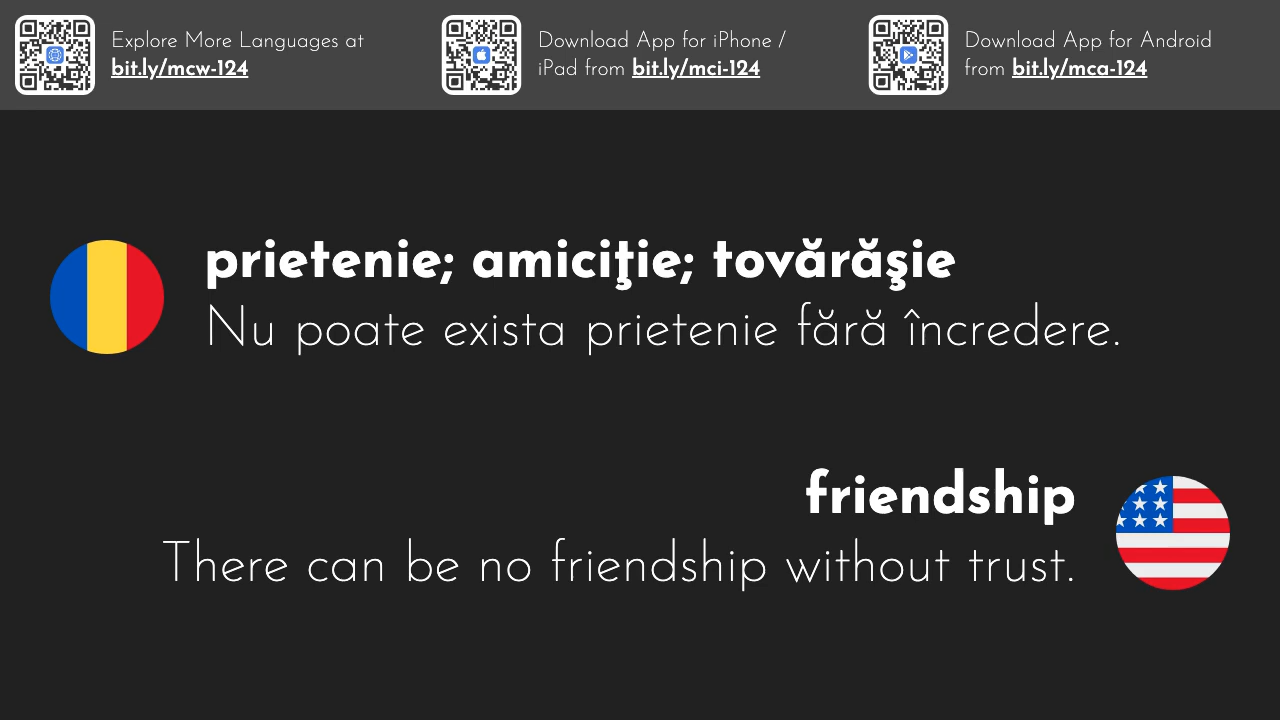 Explore More Languages at
bit.ly/mcw-124
Download App for iPhone /
iPad from bit.ly/mci-124
Download App for Android
from bit.ly/mca-124
prietenie; amiciţie; tovărăşie
Nu poate exista prietenie fără încredere.
friendship
There can be no friendship without trust.